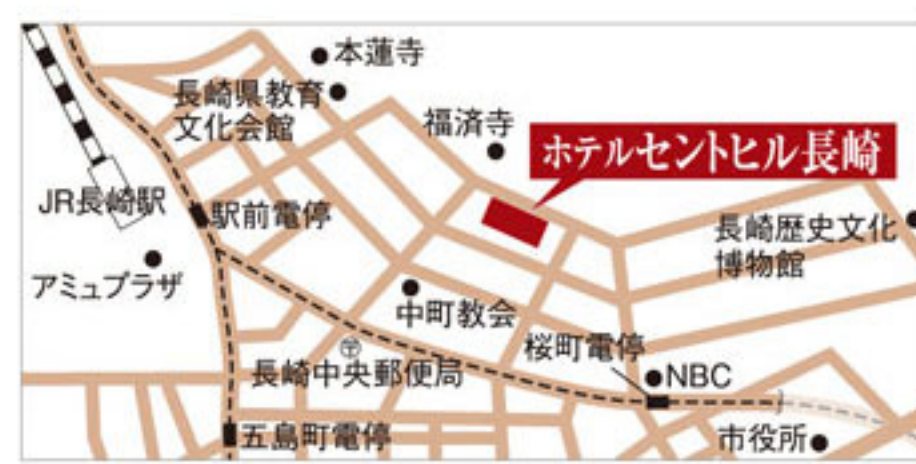 本蓮寺
長崎県教育
文化会館
福済寺
ホテルセントヒル長崎
JR長崎駅
駅前電停
長崎歴史文化
博物館
アミュプラザ
中町教会
桜町電停
長崎中央郵便局
NBC
五島町電停
市役所